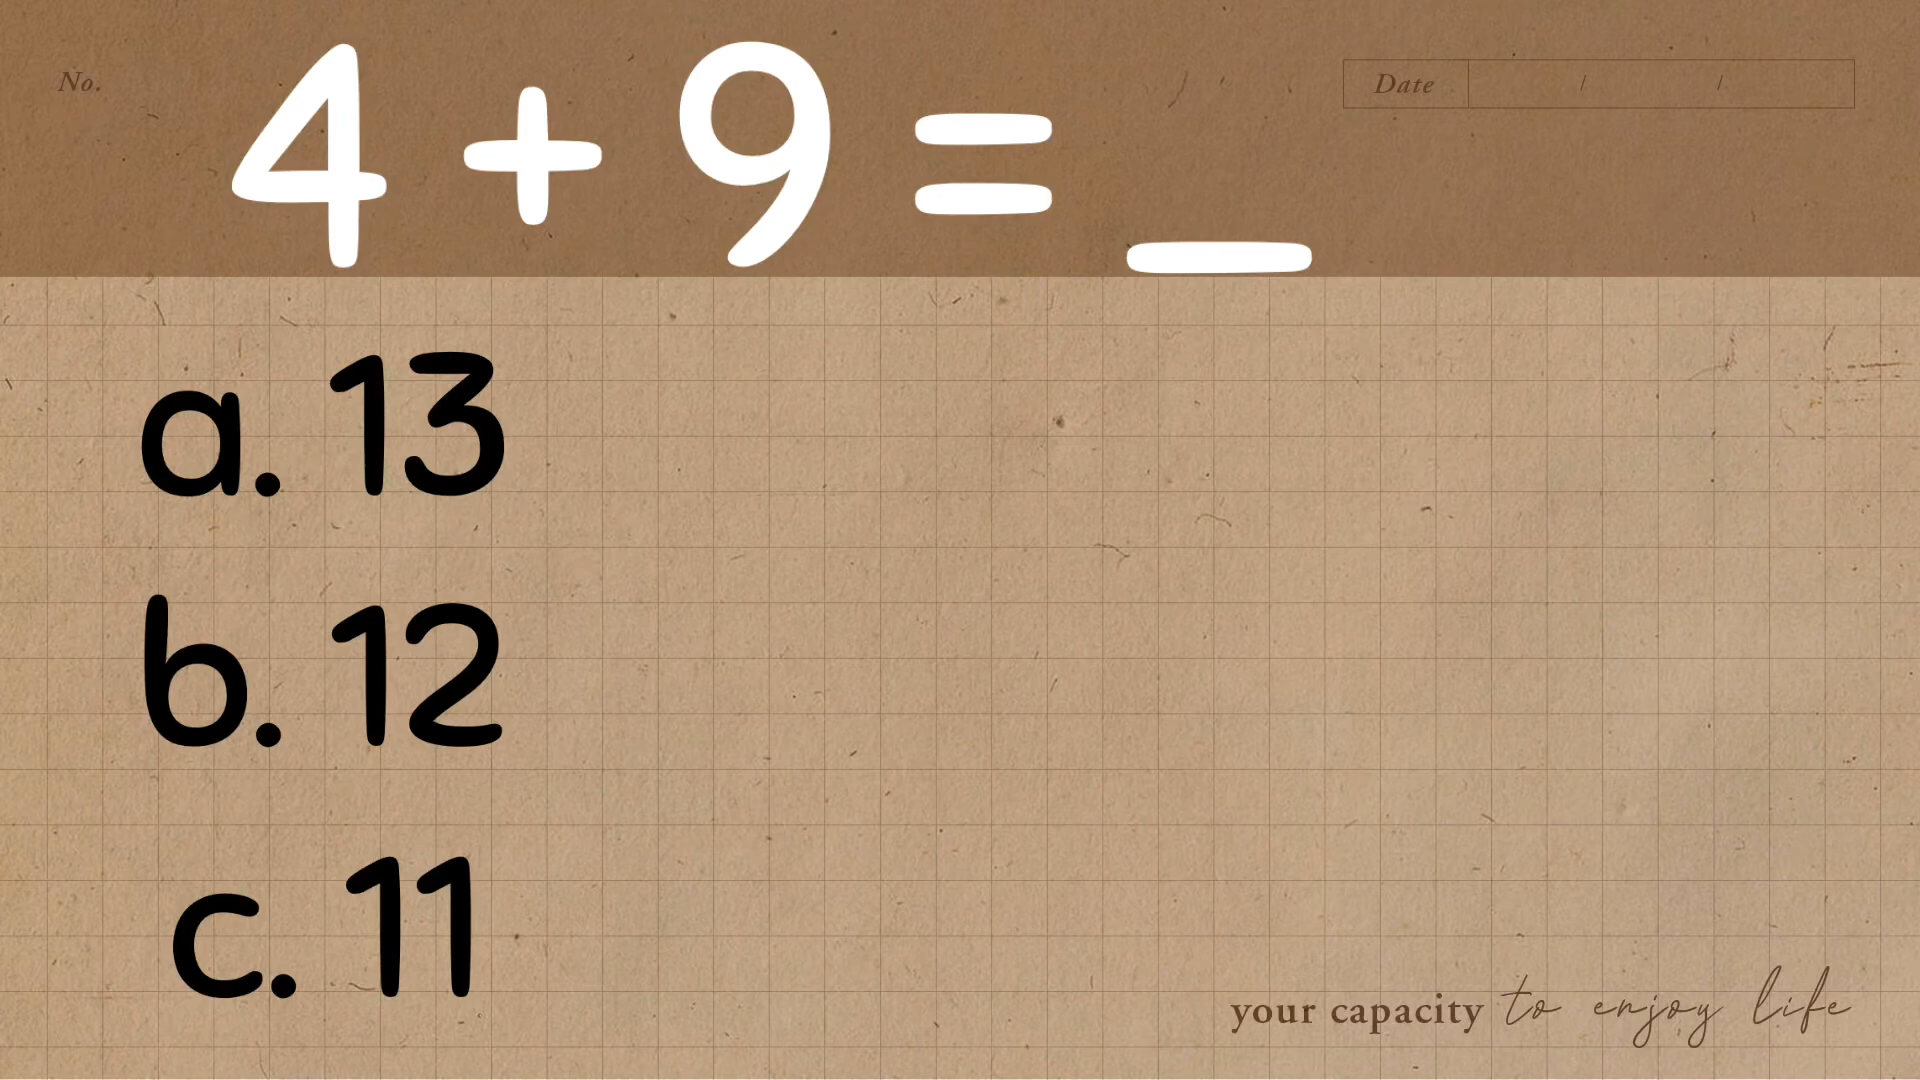 No.
4 + 9 = _
Date / /
a. 13
b. 12
c. 11
your capacity to enjoy life